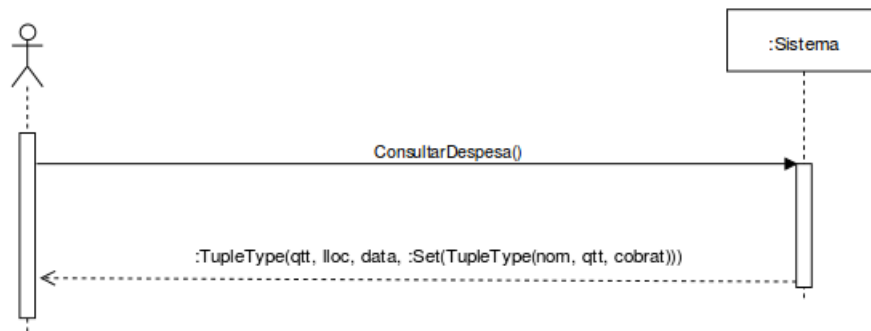 :Sistema
ConsultarDespesa()
:TupleType(qtt, lloc, data, :Set(TupleType(nom, qtt, cobrat)))